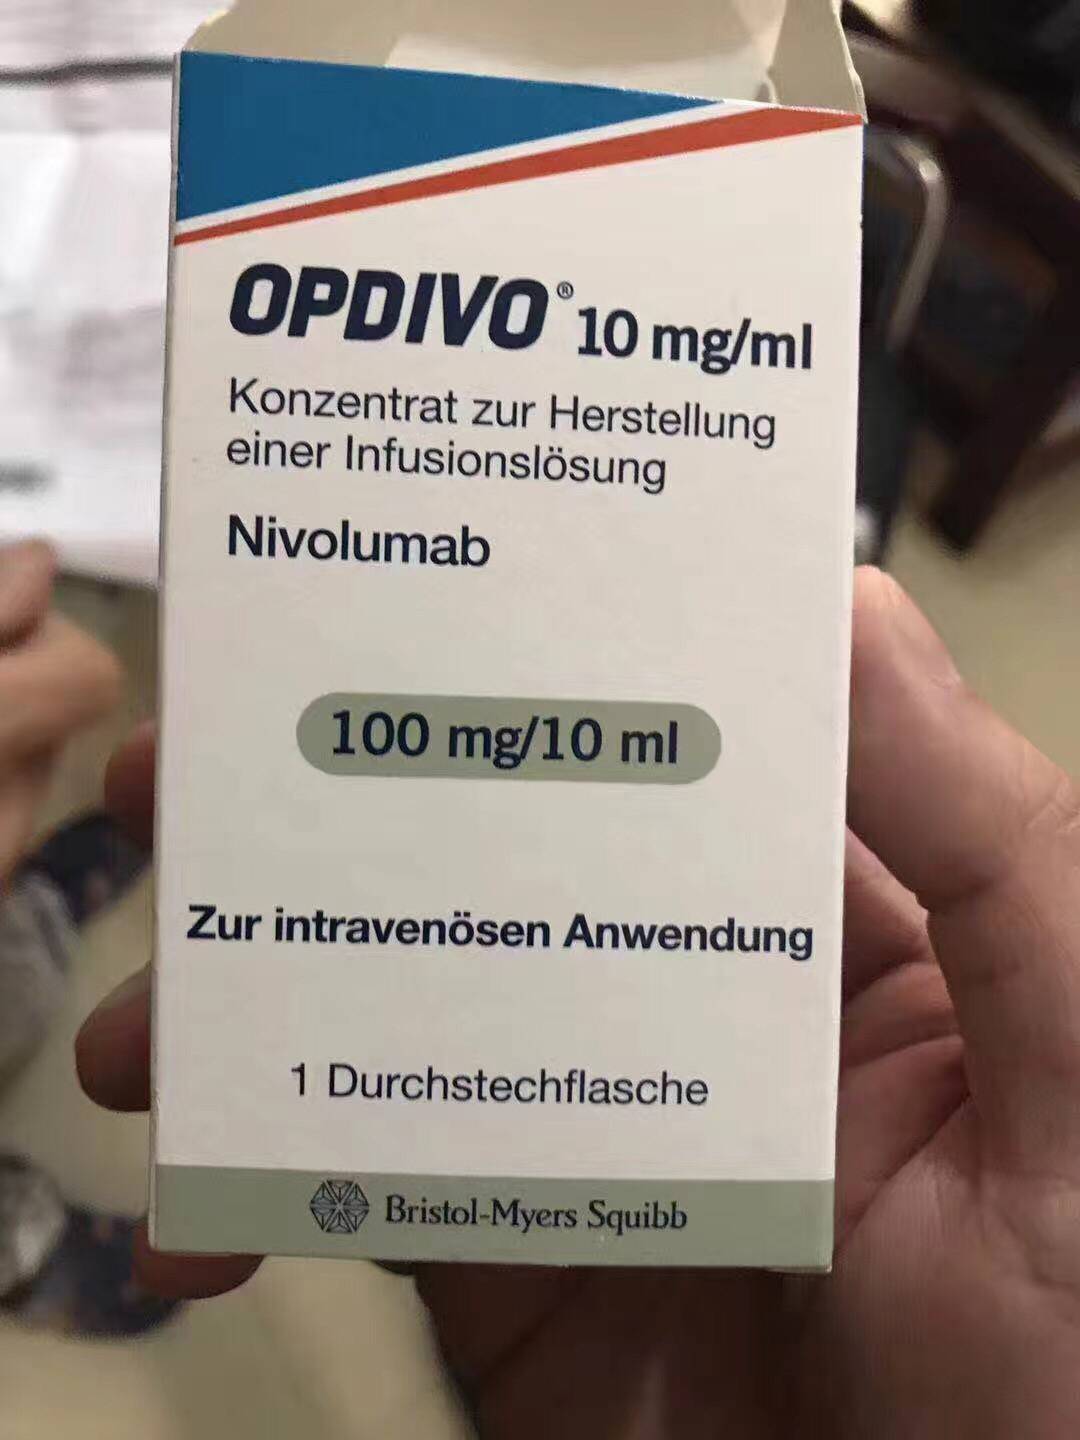 OPDIVO® 10 mg/ml
Konzentrat zur Herstellung
einer Infusionslösung
Nivolumab
100 mg/10 ml
Zur intravenösen Anwendung
1 Durchstechflasche
Bristol-Myers Squibb